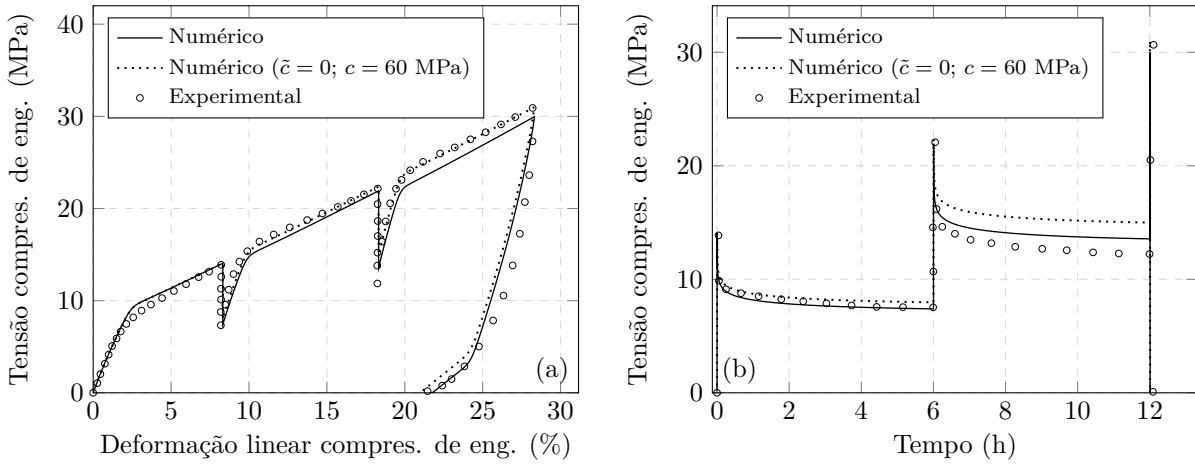 Tensão compres. de eng. (MPa)
40
30
20
10
0
0 5 10 15 20 25 30
Deformação linear compres. de eng. (%)
Numérico
Numérico (c̃ = 0; c = 60 MPa)
Experimental
(a)
Tensão compres. de eng. (MPa)
30
20
10
0
0 2 4 6 8 10 12
Tempo (h)
Numérico
Numérico (c̃ = 0; c = 60 MPa)
Experimental
(b)